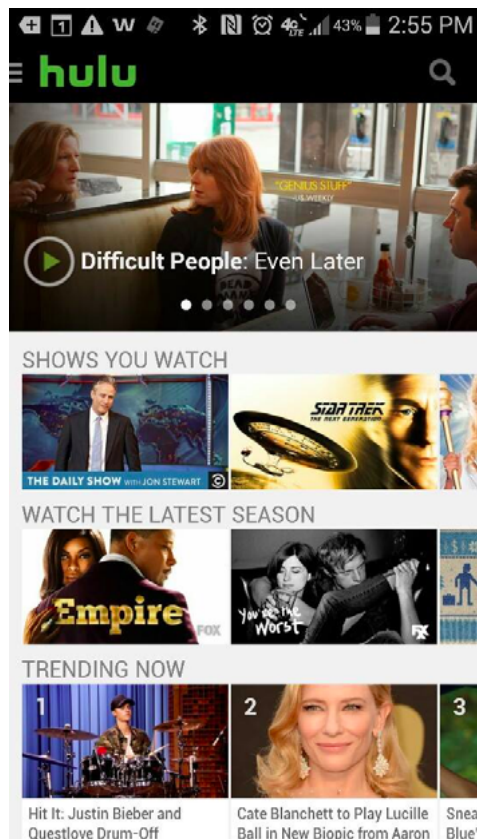 43% 2:55 PM
hulu
"GENIUS STUFF"
-US WEEKLY
DEAD
Difficult People: Even Later
SHOWS YOU WATCH
STAR TREK
THE NEXT GENERATION
THE DAILY SHOW WITH JON STEWART
WATCH THE LATEST SEASON
Empire FOX
You're the
Worst
FX
TRENDING NOW
1
2
3
Hit It: Justin Bieber and
Questlove Drum-Off
Cate Blanchett to Play Lucille
Ball in New Biopic from Aaron
Snea
Blue'